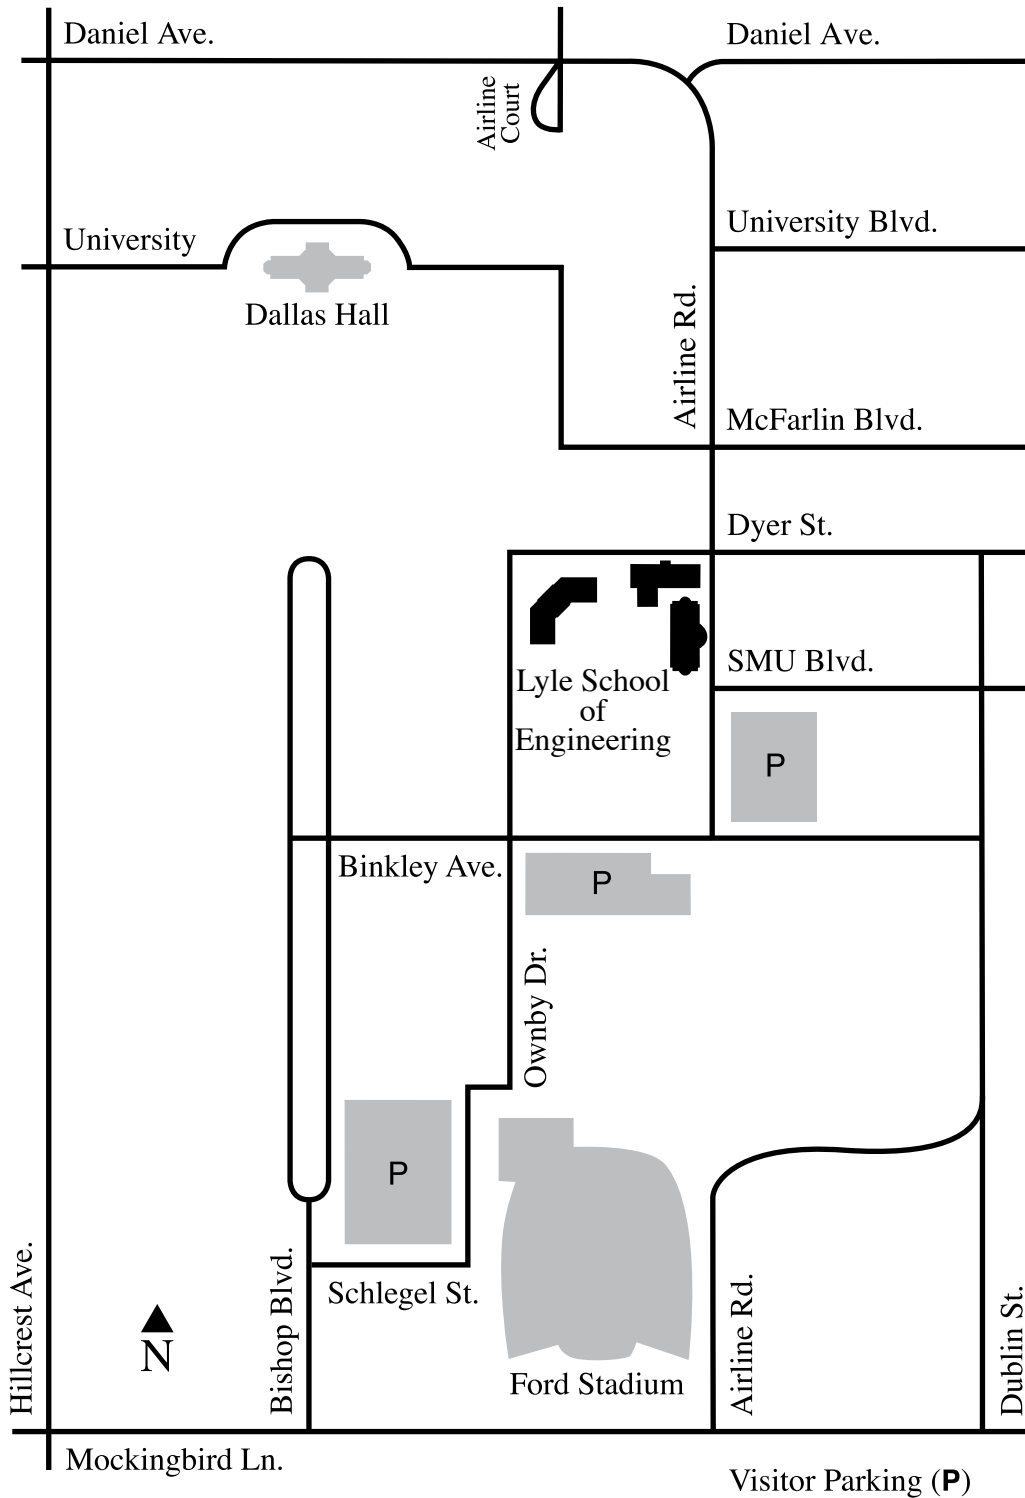 Daniel Ave.
Daniel Ave.
Airline
Court
University
University Blvd.
Dallas Hall
Airline Rd.
McFarlin Blvd.
Dyer St.
SMU Blvd.
Lyle School
of
Engineering
P
Binkley Ave.
P
Ownby Dr.
P
Hillcrest Ave.
Bishop Blvd.
Schlegel St.
Airline Rd.
Dublin St.
N
Ford Stadium
Mockingbird Ln.
Visitor Parking (P)